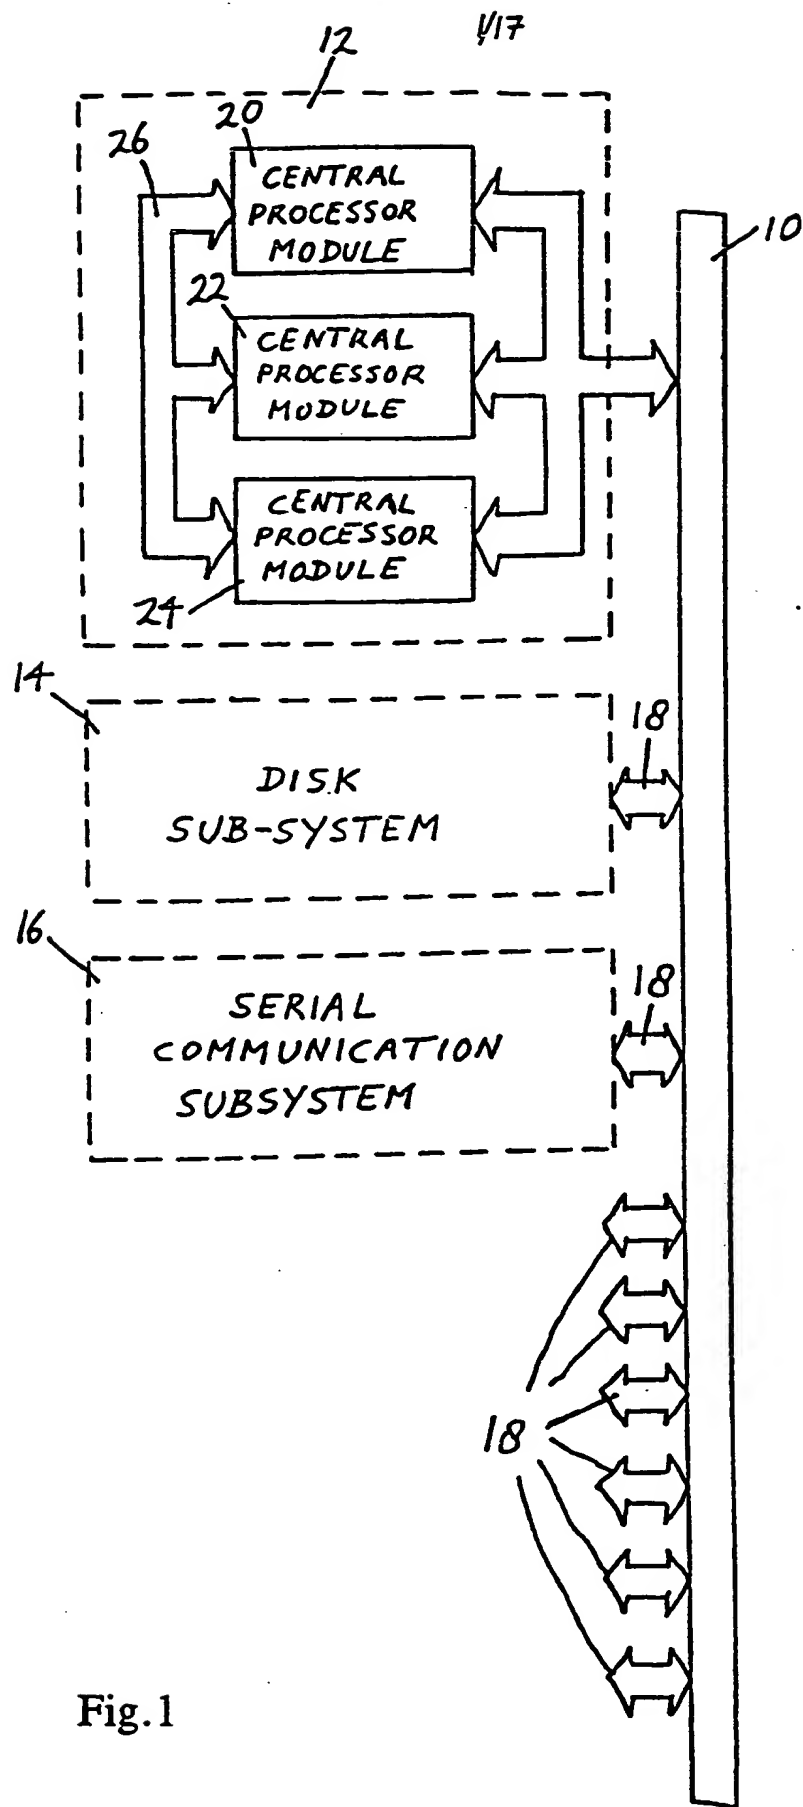 1/17
12
20
26
CENTRAL
PROCESSOR
MODULE
10
22
CENTRAL
PROCESSOR
MODULE
CENTRAL
PROCESSOR
MODULE
24
14
18
DISK
SUB-SYSTEM
16
18
SERIAL
COMMUNICATION
SUBSYSTEM
18
Fig.1